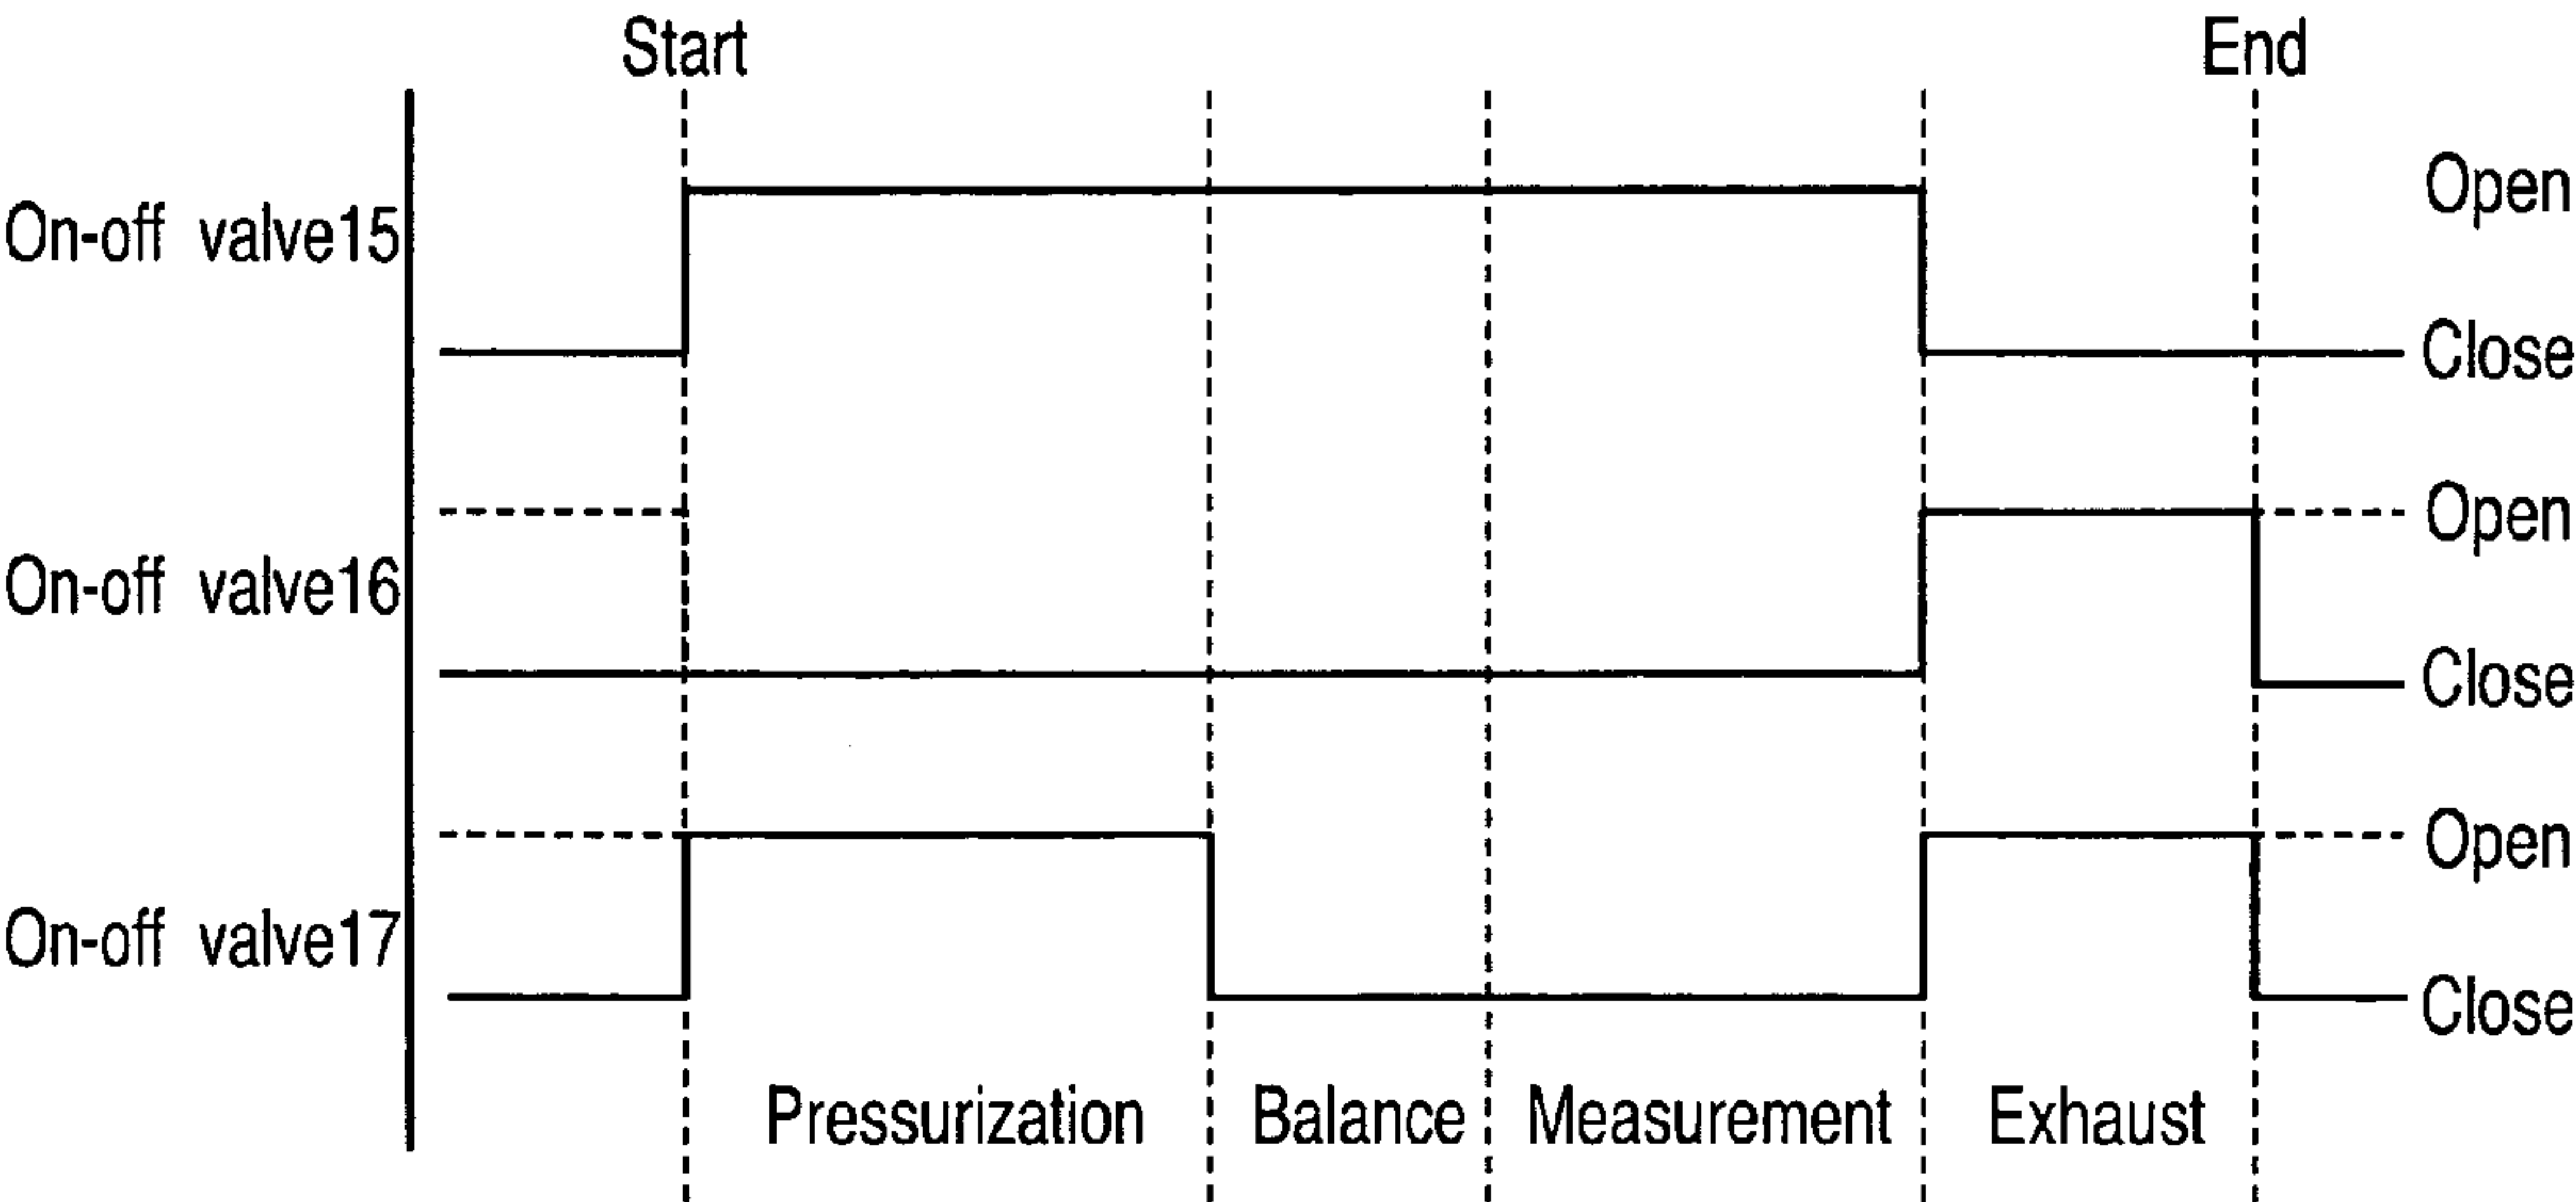 Start
End
On-off valve15
Open
Close
On-off valve16
Open
Close
On-off valve17
Open
Close
Pressurization
Balance
Measurement
Exhaust